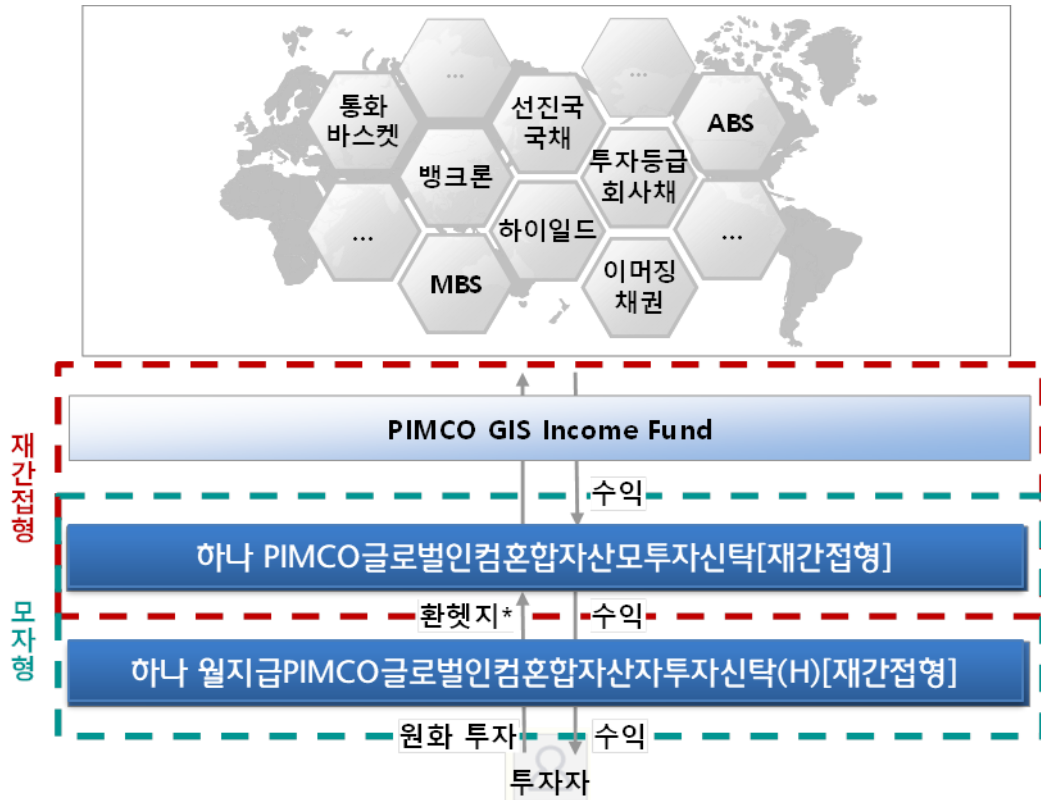 ...
...
통화
바스켓
선진국
국채
ABS
뱅크론
투자등급
회사채
...
하이일드
...
MBS
이머징
채권
재간접형
PIMCO GIS Income Fund
수익
하나 PIMCO글로벌인컴혼합자산모투자신탁[재간접형]
모자형
환헷지*
수익
하나 월지급PIMCO글로벌인컴혼합자산자투자신탁(H)[재간접형]
원화 투자
수익
투자자